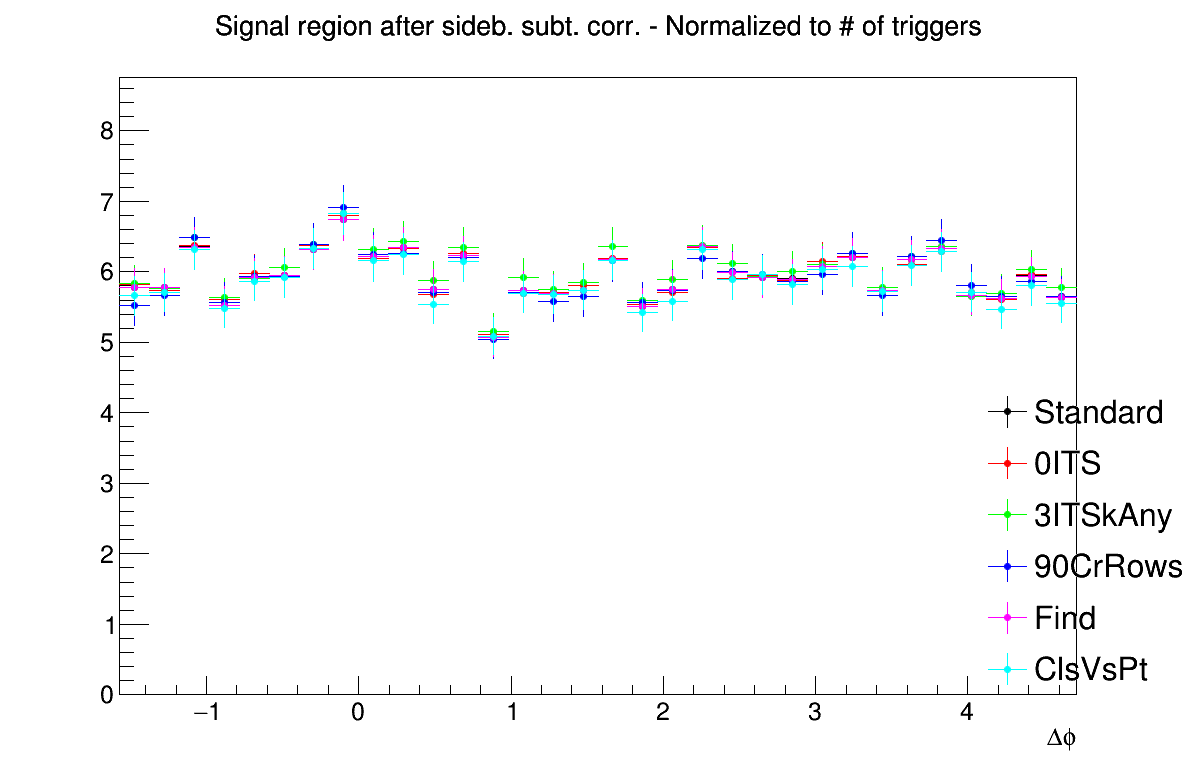 Signal region after sideb. subt. corr. - Normalized to # of triggers
8
7
6
5
4
3
2
1
0
Standard
0ITS
3ITSkAny
90CrRows
Find
ClsVsPt
−1 0 1 2 3 4
Δϕ